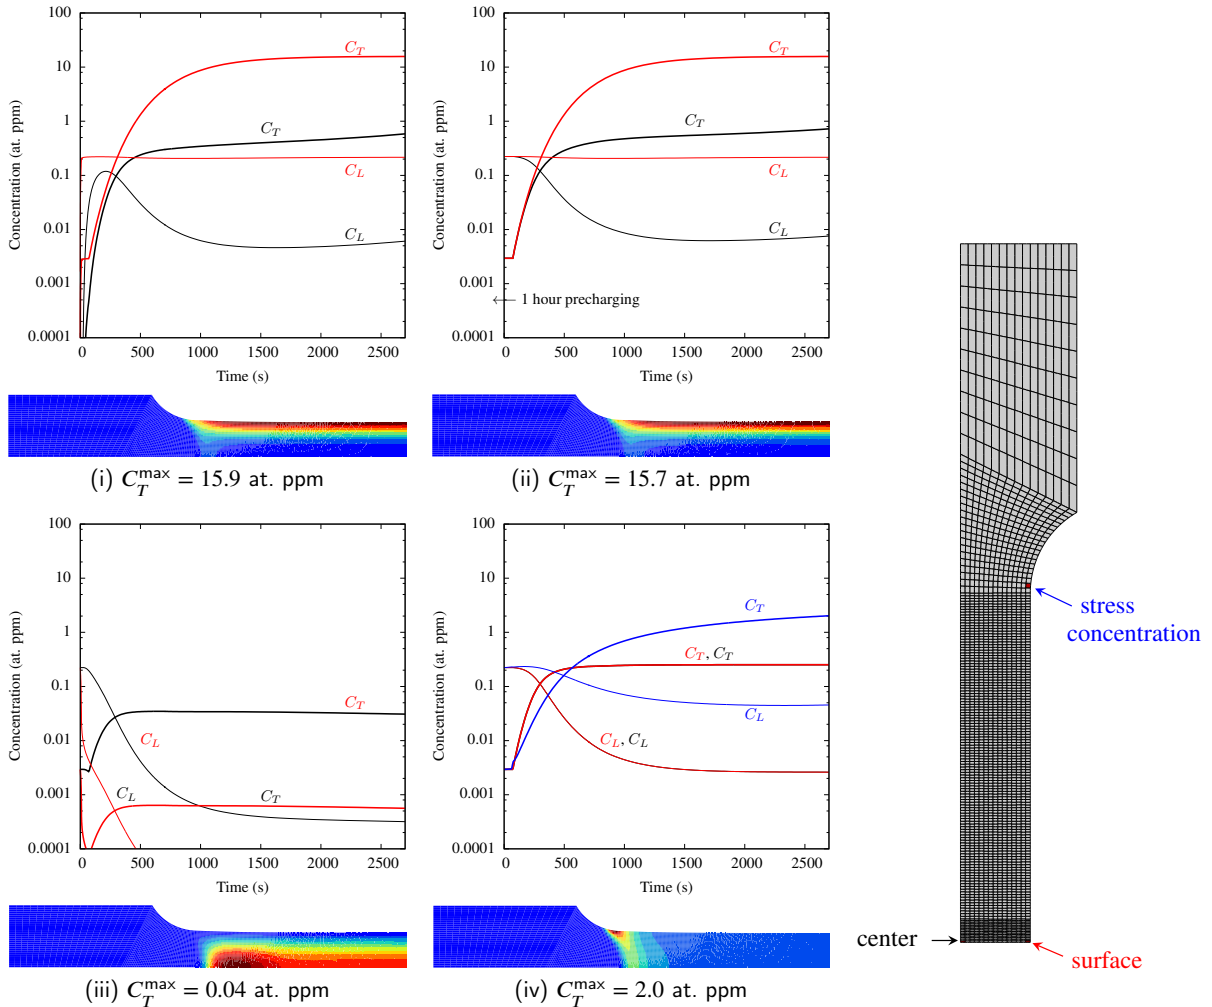 100
10
1
0.1
0.01
0.001
0.0001
Concentration (at. ppm)
C_T
C_T
C_L
C_L
0 500 1000 1500 2000 2500
Time (s)
(i) C_T^max = 15.9 at. ppm
100
10
1
0.1
0.01
0.001
0.0001
Concentration (at. ppm)
C_T
C_T
C_L
C_L
← 1 hour precharging
0 500 1000 1500 2000 2500
Time (s)
(ii) C_T^max = 15.7 at. ppm
100
10
1
0.1
0.01
0.001
0.0001
Concentration (at. ppm)
C_T
C_L
C_L
C_T
0 500 1000 1500 2000 2500
Time (s)
(iii) C_T^max = 0.04 at. ppm
100
10
1
0.1
0.01
0.001
0.0001
Concentration (at. ppm)
C_T
C_T, C_T
C_L
C_L, C_L
0 500 1000 1500 2000 2500
Time (s)
(iv) C_T^max = 2.0 at. ppm
stress
concentration
center
surface